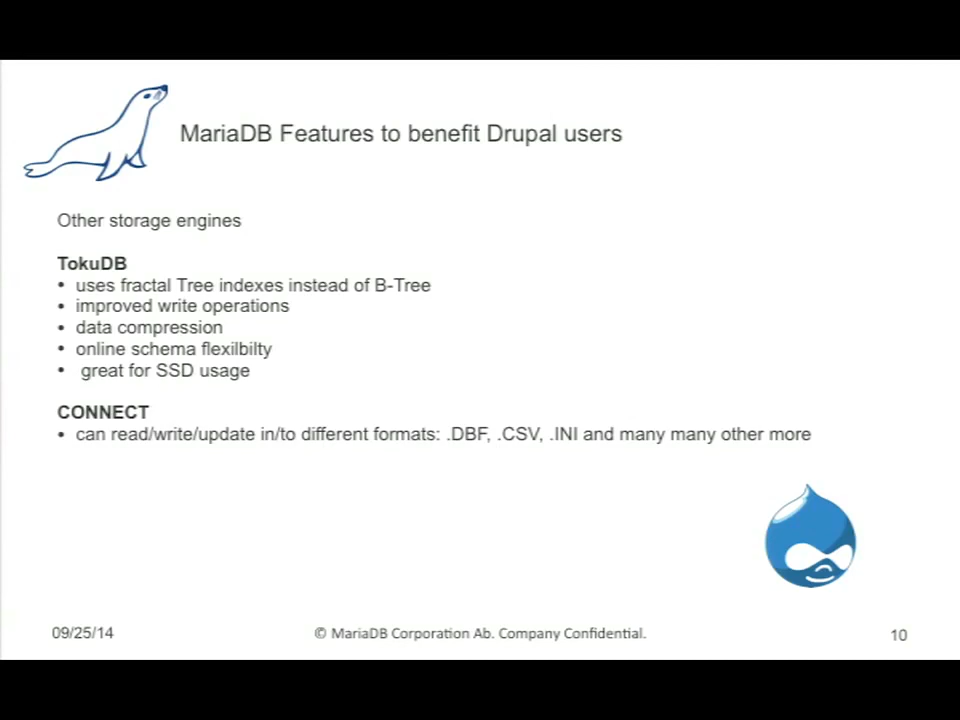 MariaDB Features to benefit Drupal users
Other storage engines
TokuDB
• uses fractal Tree indexes instead of B-Tree
• improved write operations
• data compression
• online schema flexilbilty
• great for SSD usage
CONNECT
• can read/write/update in/to different formats: .DBF, .CSV, .INI and many many other more
09/25/14
© MariaDB Corporation Ab. Company Confidential.
10